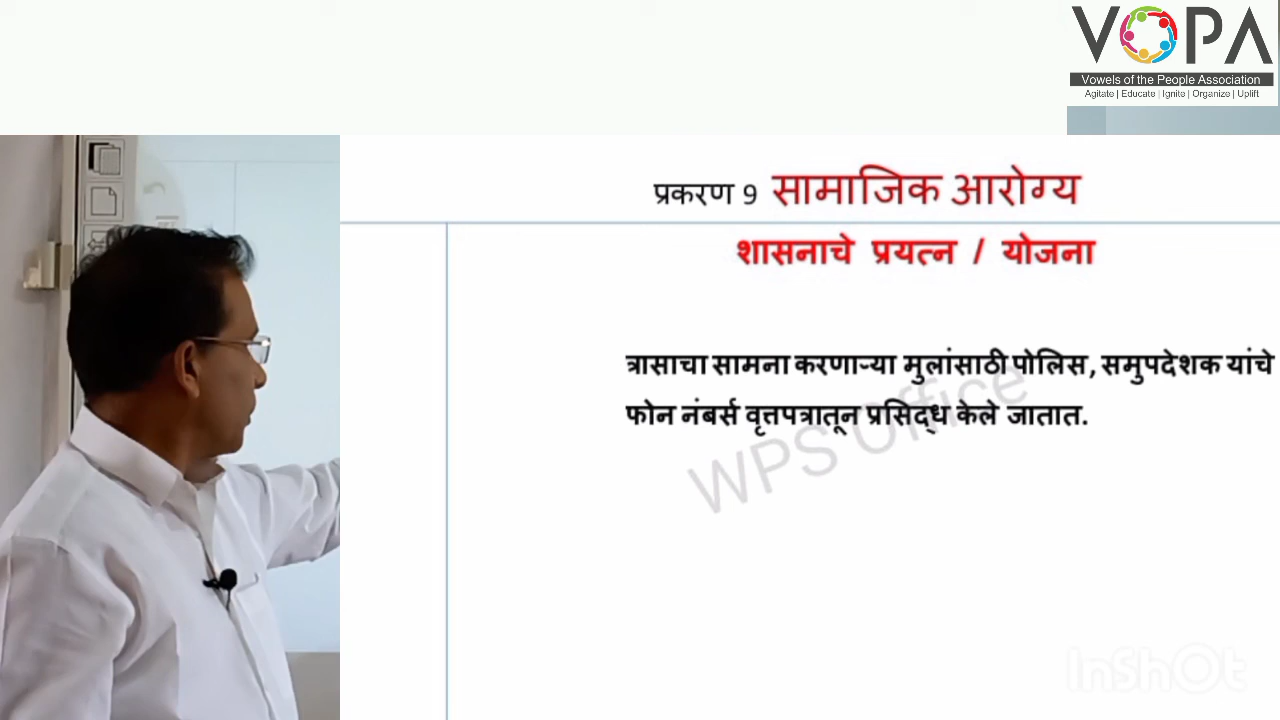 VOPA
Vowels of the People Association
Agitate | Educate | Ignite | Organize | Uplift
प्रकरण 9 सामाजिक आरोग्य
शासनाचे प्रयत्न / योजना
त्रासाचा सामना करणाऱ्या मुलांसाठी पोलिस, समुपदेशक यांचे
फोन नंबर्स वृत्तपत्रातून प्रसिद्ध केले जातात.
WPS Office
InShOt